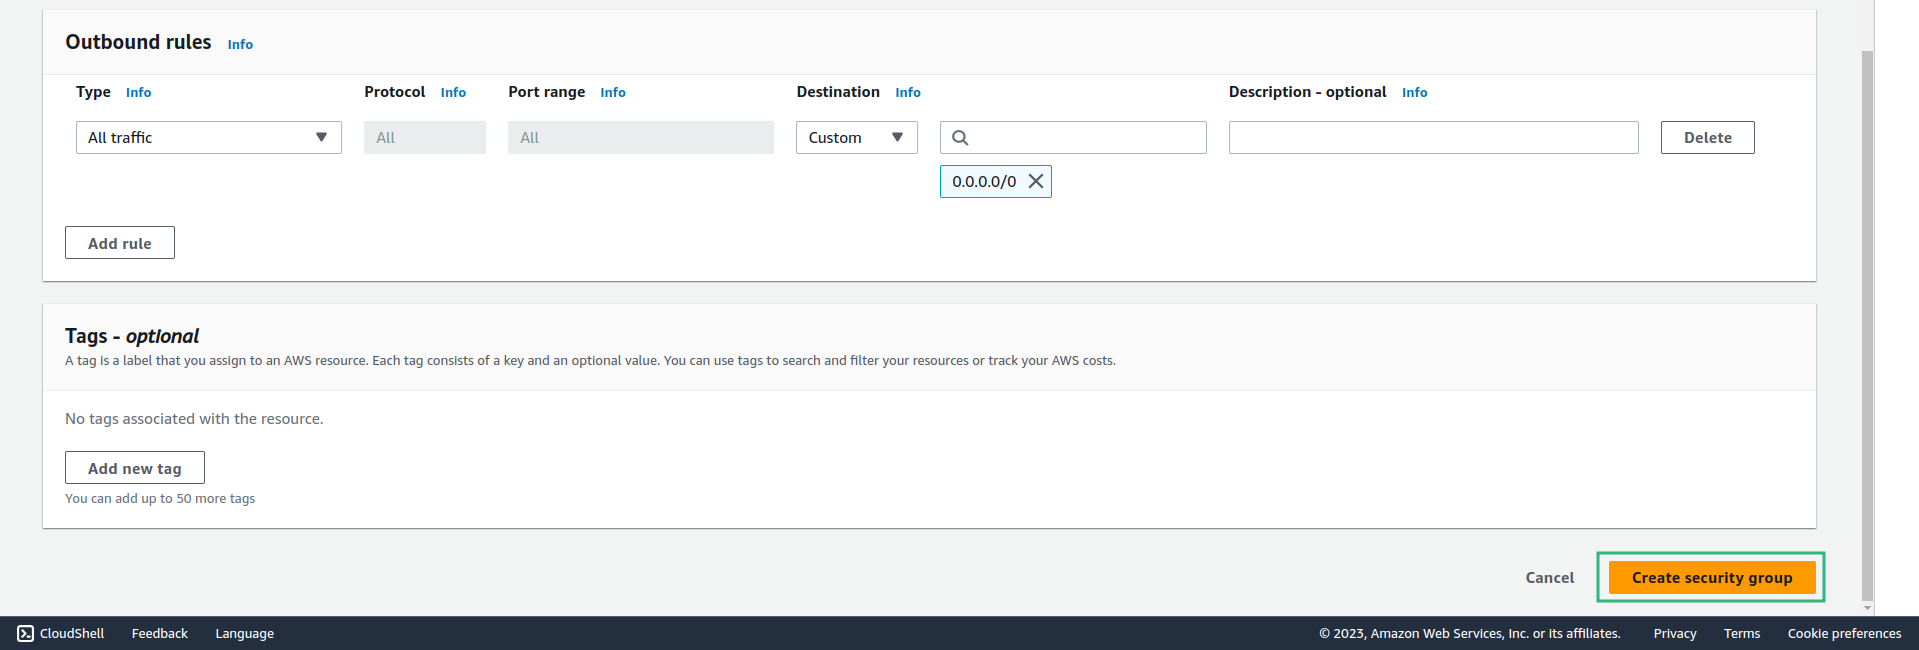 Outbound rules Info
Type Info Protocol Info Port range Info Destination Info Description - optional Info
All traffic All All Custom Delete
0.0.0.0/0
Add rule
Tags - optional
A tag is a label that you assign to an AWS resource. Each tag consists of a key and an optional value. You can use tags to search and filter your resources or track your AWS costs.
No tags associated with the resource.
Add new tag
You can add up to 50 more tags
Cancel Create security group
CloudShell Feedback Language © 2023, Amazon Web Services, Inc. or its affiliates. Privacy Terms Cookie preferences